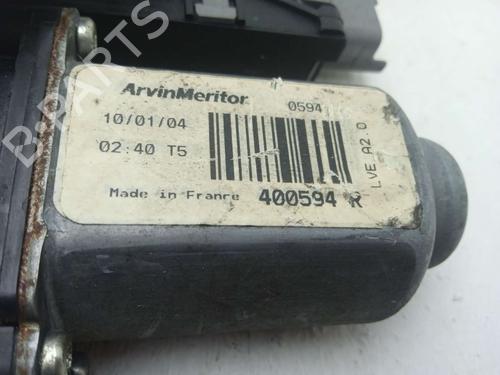 B-PARTS
ArvinMeritor 0594
10/01/04
02:40 T5
LVE A2.0
Made in France 400594 R